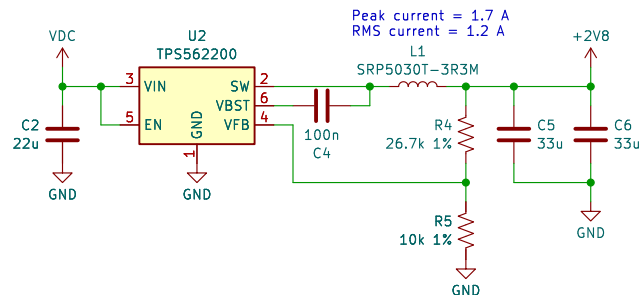 Peak current = 1.7 A
RMS current = 1.2 A
VDC
U2
TPS562200
L1
SRP5030T-3R3M
+2V8
3
VIN
SW
2
VBST
6
5
EN
GND
VFB
4
1
C2
22u
100n
C4
R4
26.7k 1%
C5
33u
C6
33u
GND
GND
R5
10k 1%
GND
GND